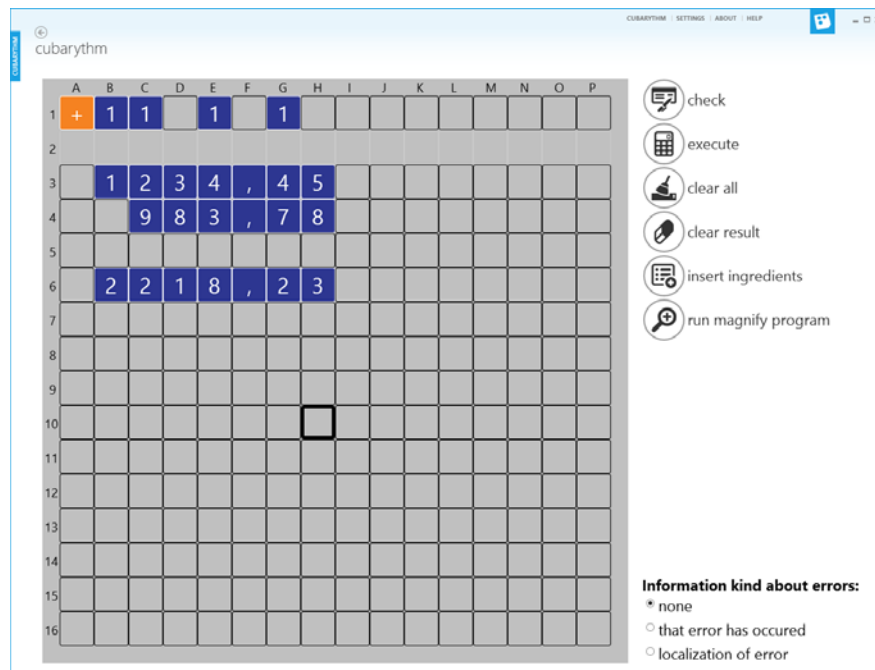 CUBARYTHM | SETTINGS | ABOUT | HELP
CUBARYTHM
cubarythm
A B C D E F G H I J K L M N O P
1 + 1 1 1 1
2
3 1 2 3 4 , 4 5
4 9 8 3 , 7 8
5
6 2 2 1 8 , 2 3
7
8
9
10
11
12
13
14
15
16
check
execute
clear all
clear result
insert ingredients
run magnify program
Information kind about errors:
none
that error has occured
localization of error